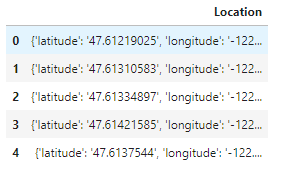 Location
0 {'latitude': '47.61219025', 'longitude': '-122...
1 {'latitude': '47.61310583', 'longitude': '-122...
2 {'latitude': '47.61334897', 'longitude': '-122...
3 {'latitude': '47.61421585', 'longitude': '-122...
4 {'latitude': '47.6137544', 'longitude': '-122....